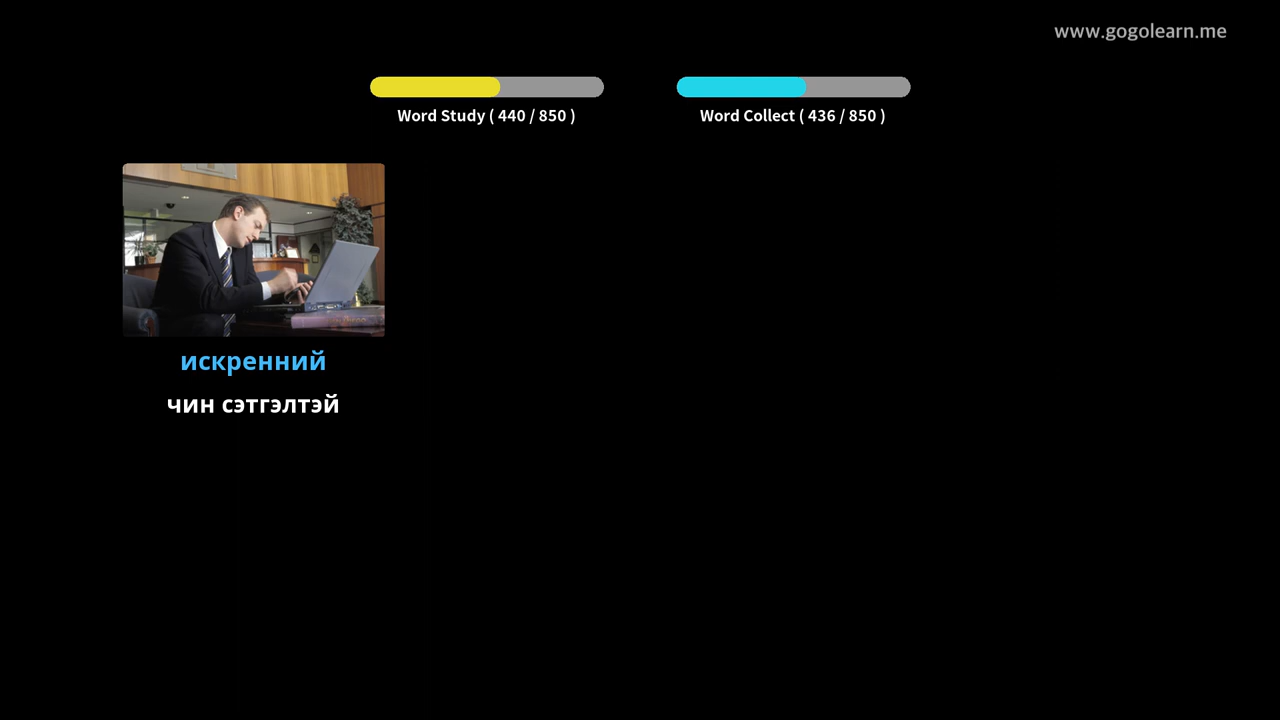 www.gogolearn.me
Word Study ( 440 / 850 )
Word Collect ( 436 / 850 )
искренний
чин сэтгэлтэй